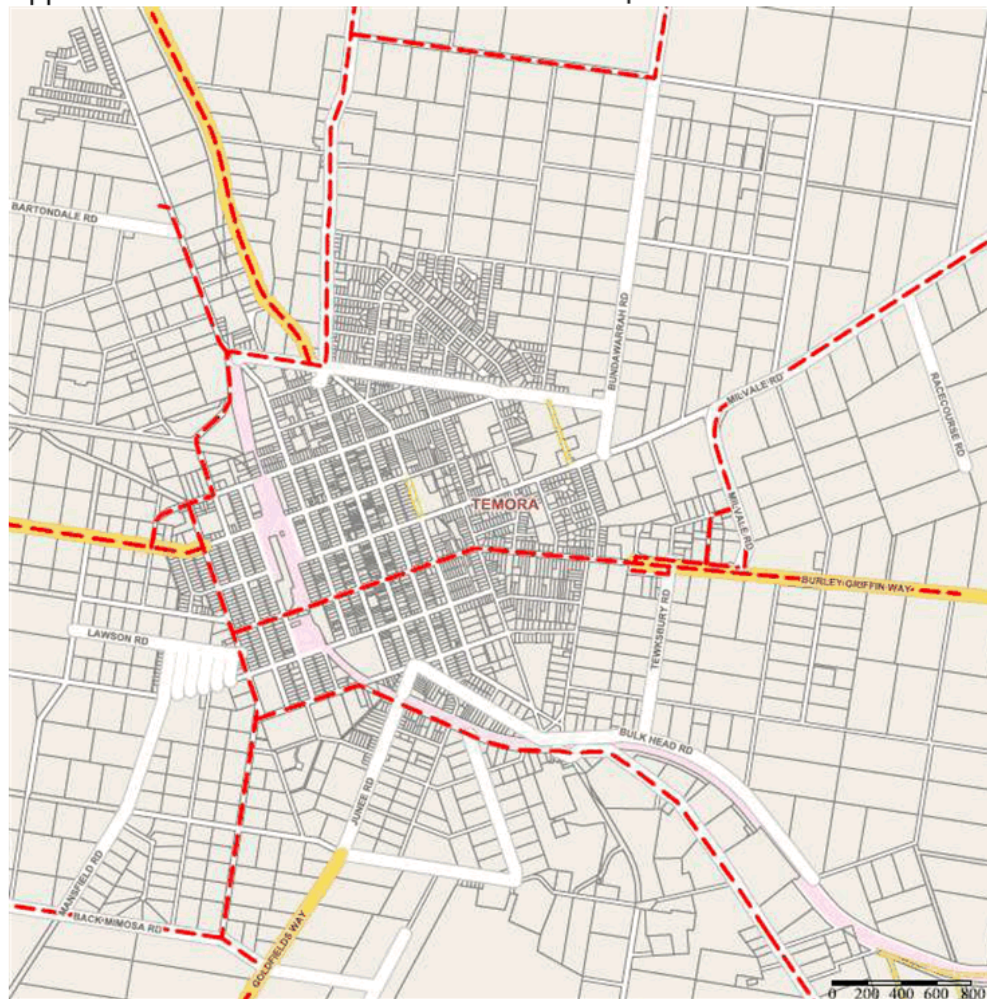 BARTONDALE RD
BUNDAWARRAH RD
MILVALE RD
RACECOURSE RD
TEMORA
MILVALE RD
BURLEY GRIFFIN WAY
TEWKSBURY RD
LAWSON RD
BULK HEAD RD
JUNEE RD
MANSFIELD RD
BACK MIMOSA RD
GOLDFIELDS WAY
0 200 400 600 800